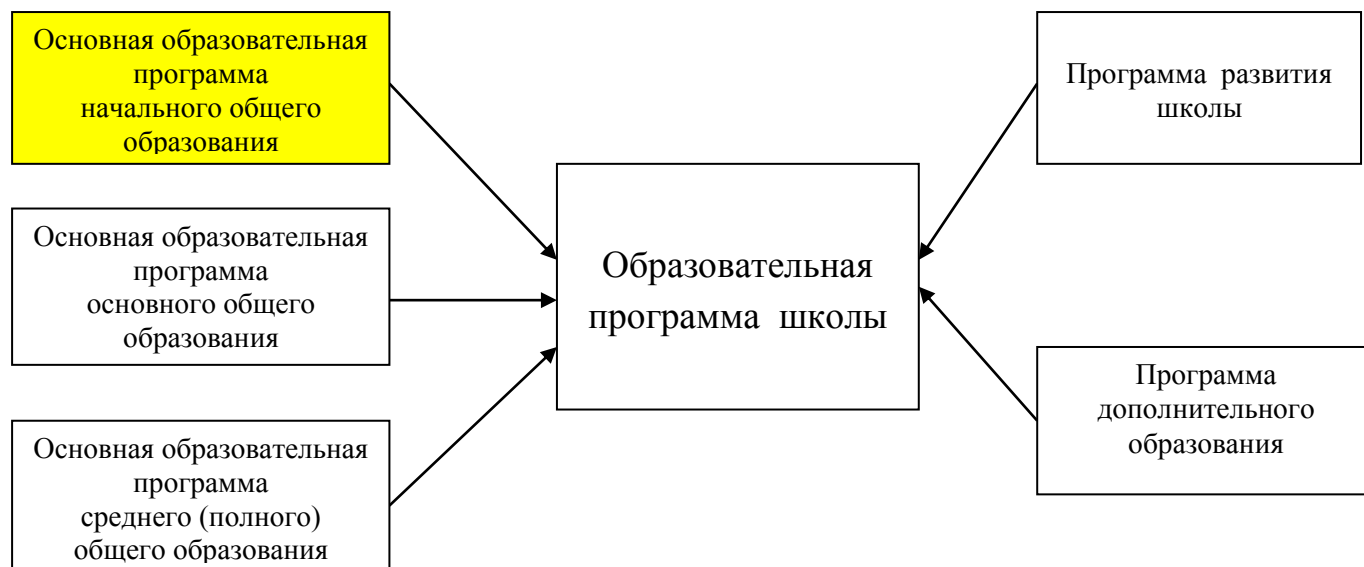 Основная образовательная
программа
начального общего
образования
Основная образовательная
программа
основного общего
образования
Основная образовательная
программа
среднего (полного)
общего образования
Образовательная
программа школы
Программа развития
школы
Программа
дополнительного
образования